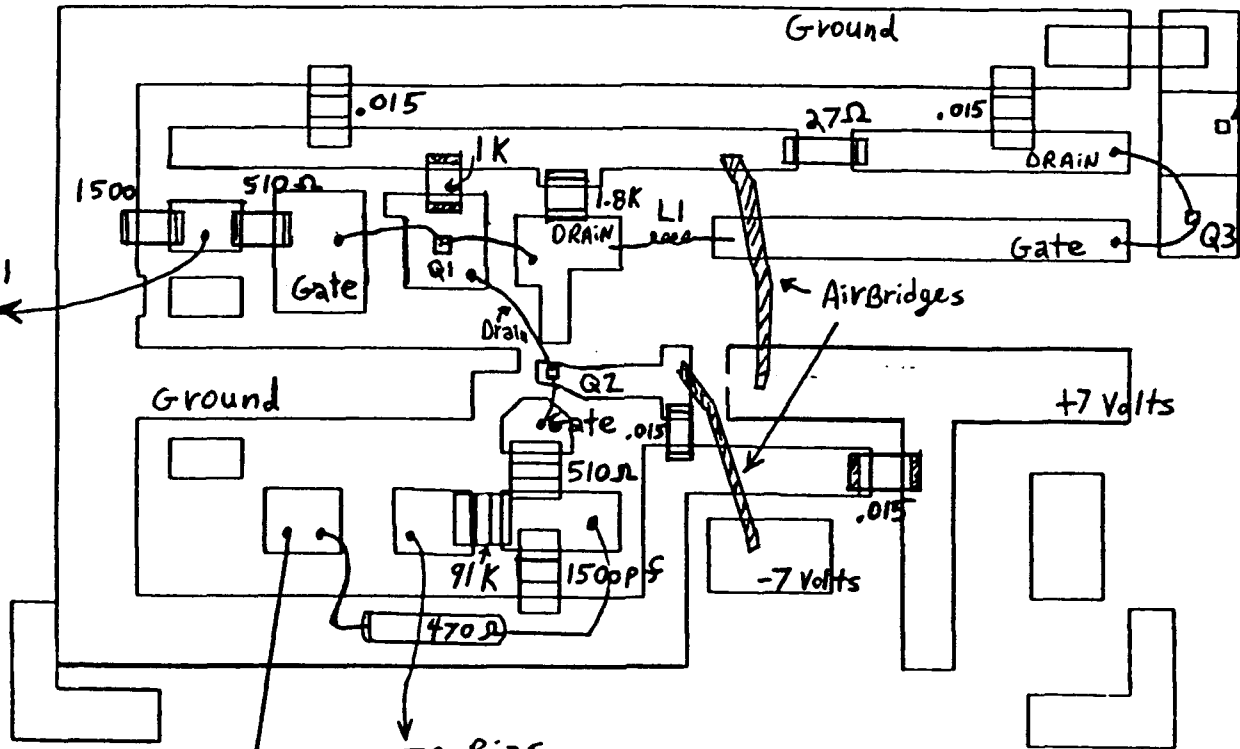 Ground
.015
.015
27Ω
DRAIN
1K
1500
510Ω
1.8K
DRAIN
L1
Gate
Q3
Q1
Gate
1
Drain
AirBridges
Q2
Ground
+7 Volts
Gate
.015
510Ω
.015
91K
1500pf
-7 Volts
470Ω